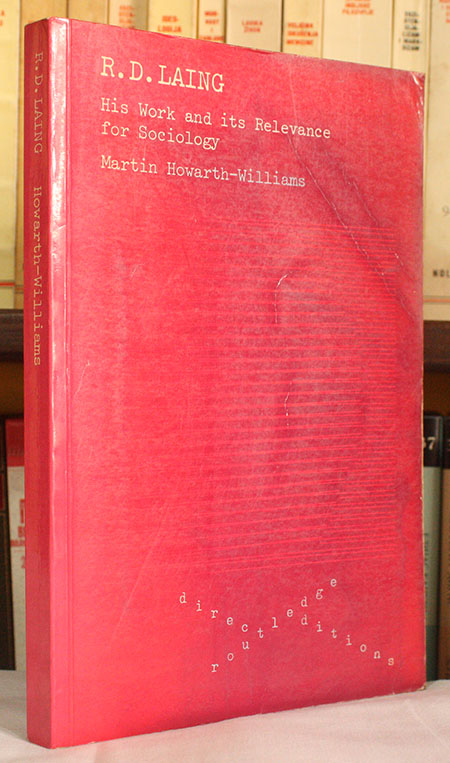 R.D.LAING
His Work and its Relevance
for Sociology
Martin Howarth-Williams
direct editions
routledge
R.D.LAING Howarth-Williams